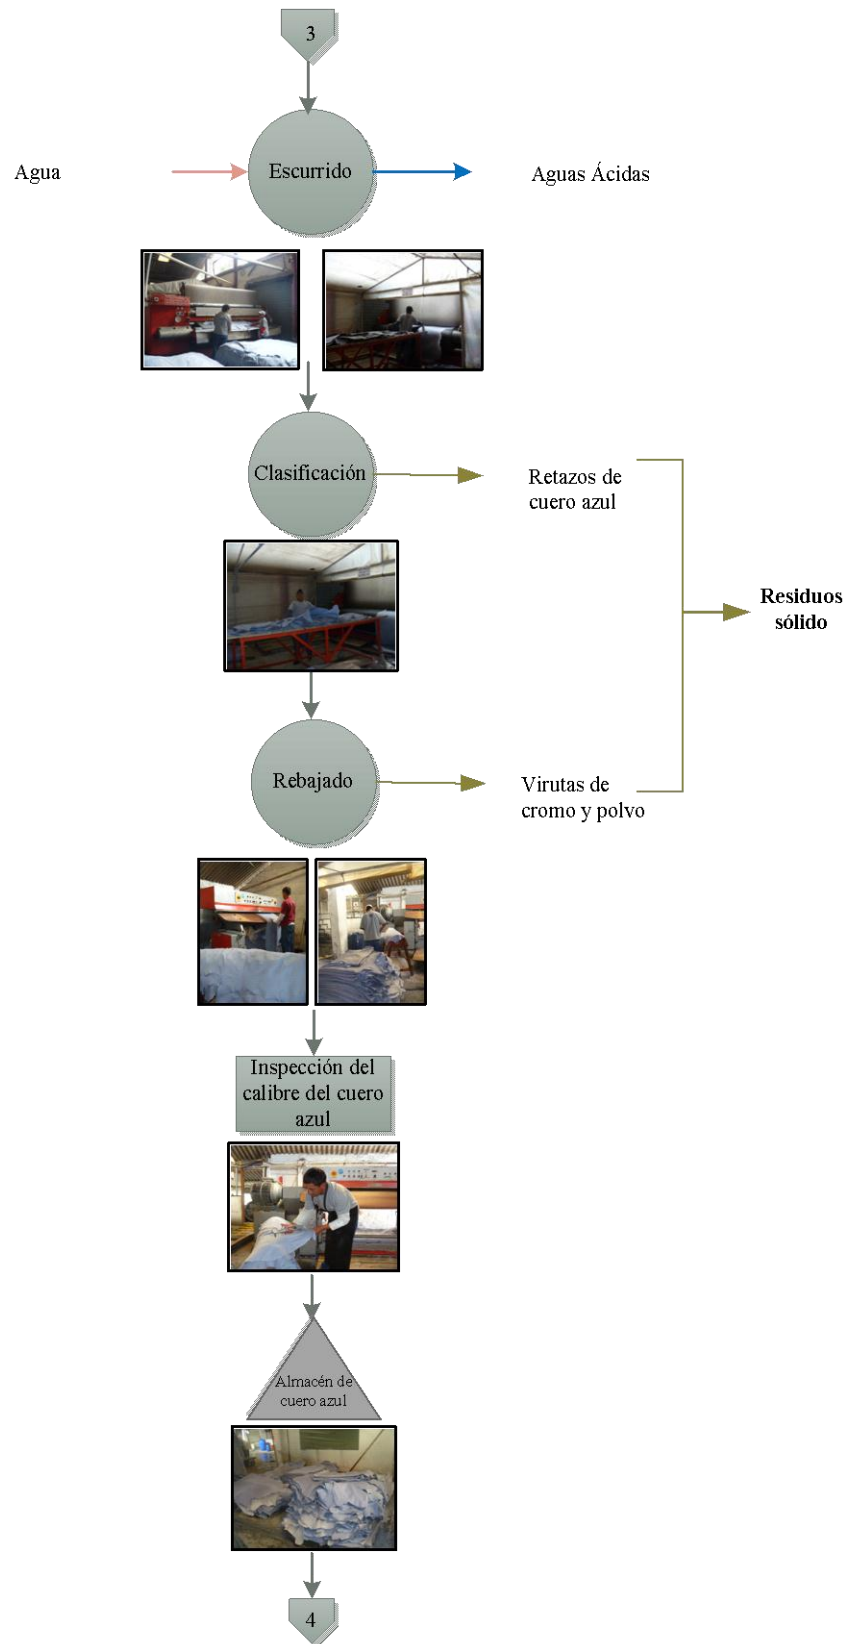 3
Agua
Escurrido
Aguas Ácidas
Clasificación
Retazos de
cuero azul
Residuos
sólido
Rebajado
Virutas de
cromo y polvo
Inspección del
calibre del cuero
azul
Almacén de
cuero azul
4